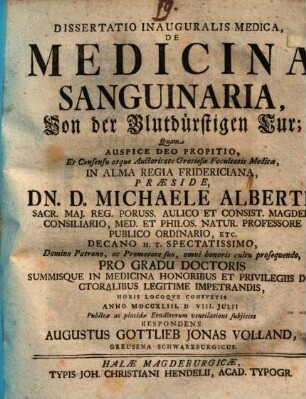 19.
DISSERTATIO INAUGURALIS MEDICA,
DE
MEDICINA
SANGUINARIA,
Von der Blutdürstigen Cur;
Quam
AUSPICE DEO PROPITIO,
Et Consensu atque Auctoritate Gratiosæ Facultatis Medicæ,
IN ALMA REGIA FRIDERICIANA,
PRÆSIDE,
DN. D. MICHAELE ALBERTI
SACR. MAJ. REG. PORUSS. AULICO ET CONSIST. MAGDEB
CONSILIARIO, MED. ET PHILOS. NATUR. PROFESSORE
PUBLICO ORDINARIO, ETC.
DECANO H. T. SPECTATISSIMO,
Domino Patrono, ac Promotore suo, omni honoris cultu prosequendo,
PRO GRADU DOCTORIS
SUMMISQUE IN MEDICINA HONORIBUS ET PRIVILEGIIS D
CTORALIBUS LEGITIME IMPETRANDIS,
HORIS LOCOQVE CONSVETIS
ANNO MDCCXLIII. D VIII. JULII
Publicæ ac placidæ Eruditorum ventilationi subjiciet
RESPONDENS
AUGUSTUS GOTTLIEB JONAS VOLLAND,
GREUSENA-SCHWARZBURGICUS.
HALÆ MAGDEBURGICÆ,
TYPIS JOH. CHRISTIANI HENDELII, ACAD. TYPOGR.